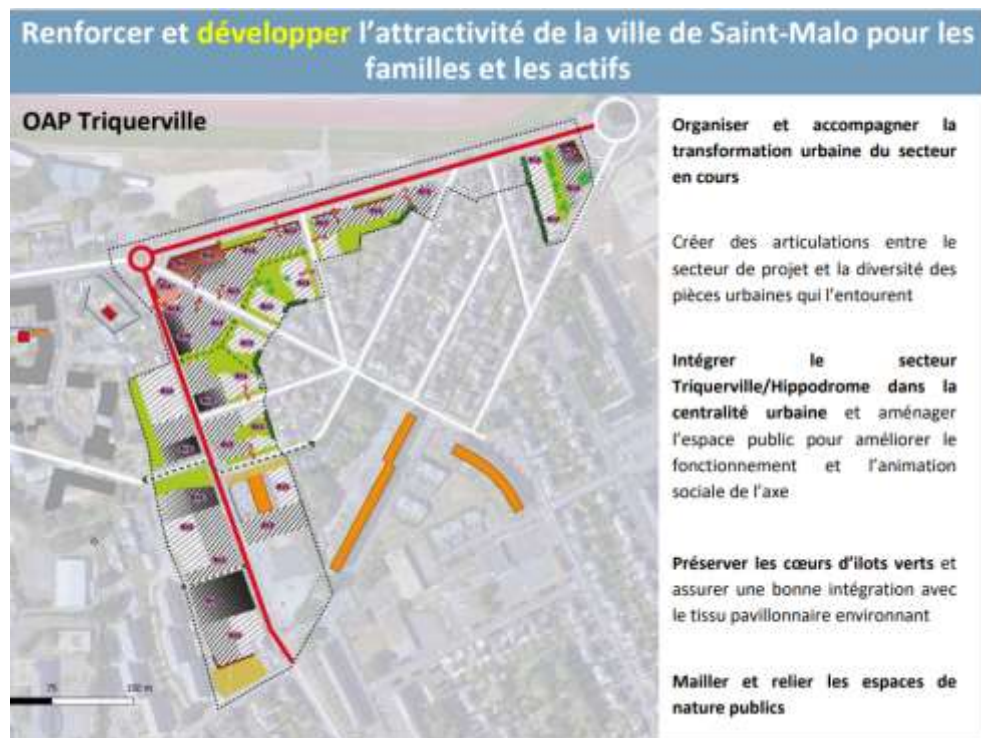 Renforcer et développer l'attractivité de la ville de Saint-Malo pour les
familles et les actifs
OAP Triquerville
Organiser et accompagner la
transformation urbaine du secteur
en cours
Créer des articulations entre le
secteur de projet et la diversité des
pièces urbaines qui l'entourent
Intégrer le secteur
Triquerville/Hippodrome dans la
centralité urbaine et aménager
l'espace public pour améliorer le
fonctionnement et l'animation
sociale de l'axe
Préserver les cœurs d'ilots verts et
assurer une bonne intégration avec
le tissu pavillonnaire environnant
Mailler et relier les espaces de
nature publics
75